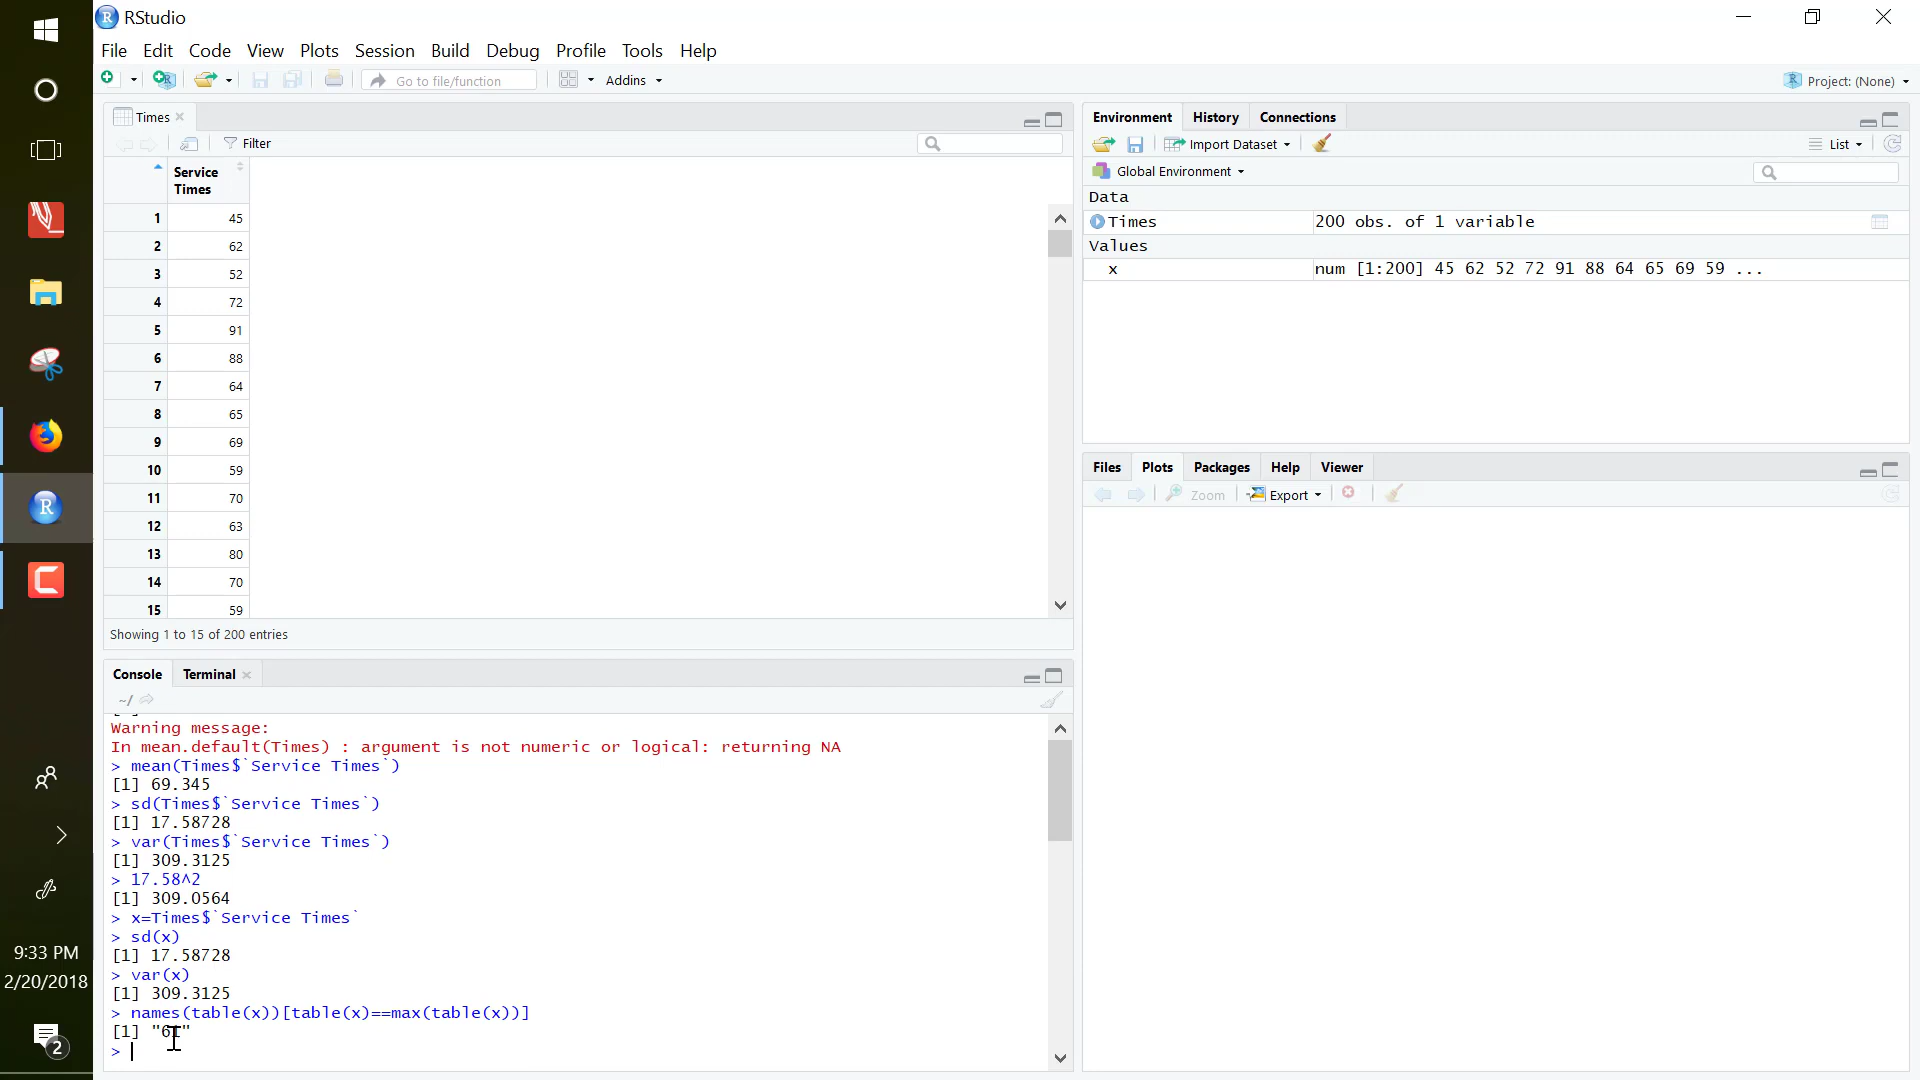 RStudio
File Edit Code View Plots Session Build Debug Profile Tools Help
Go to file/function Addins Project: (None)
Times
Filter
Service Times
1 45
2 62
3 52
4 72
5 91
6 88
7 64
8 65
9 69
10 59
11 70
12 63
13 80
14 70
15 59
Showing 1 to 15 of 200 entries
Console Terminal
~/
Warning message:
In mean.default(Times) : argument is not numeric or logical: returning NA
> mean(Times$`Service Times`)
[1] 69.345
> sd(Times$`Service Times`)
[1] 17.58728
> var(Times$`Service Times`)
[1] 309.3125
> 17.58^2
[1] 309.0564
> x=Times$`Service Times`
> sd(x)
[1] 17.58728
> var(x)
[1] 309.3125
> names(table(x))[table(x)==max(table(x))]
[1] "61"
>
Environment History Connections
Import Dataset List
Global Environment
Data
Times 200 obs. of 1 variable
Values
x num [1:200] 45 62 52 72 91 88 64 65 69 59 ...
Files Plots Packages Help Viewer
Zoom Export
9:33 PM
2/20/2018
2